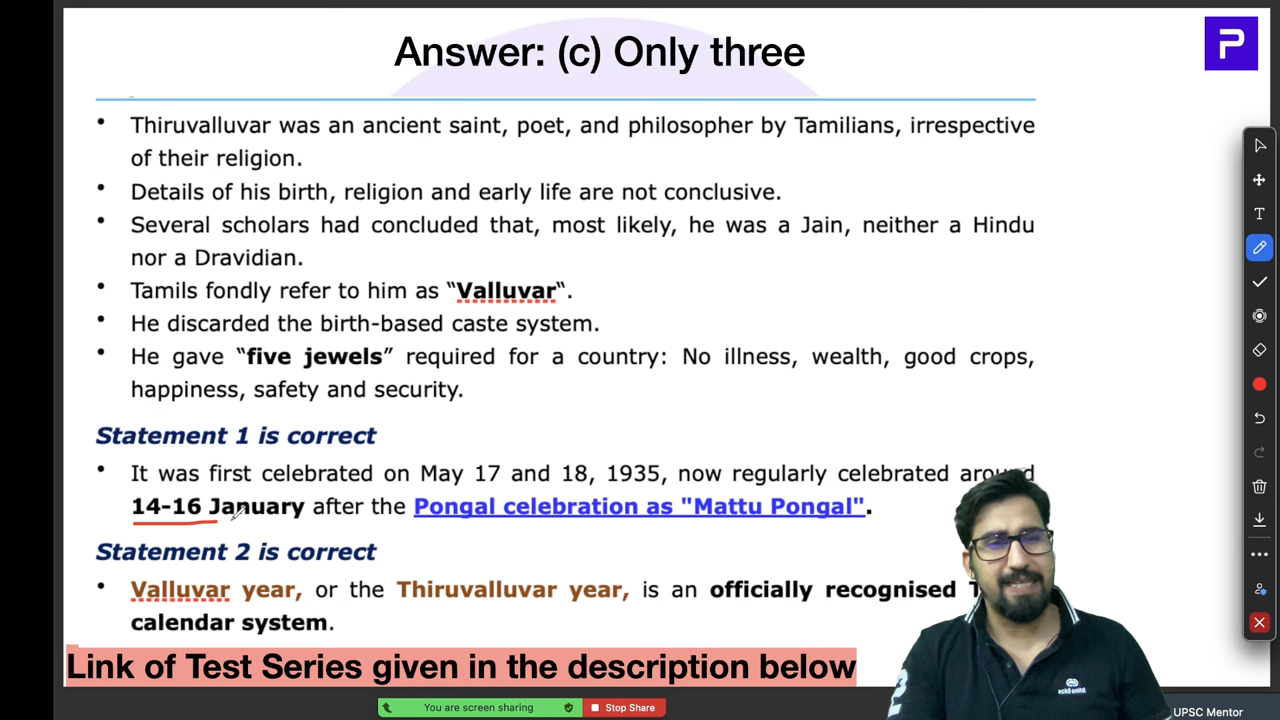 Answer: (c) Only three
P
• Thiruvalluvar was an ancient saint, poet, and philosopher by Tamilians, irrespective
of their religion.
• Details of his birth, religion and early life are not conclusive.
• Several scholars had concluded that, most likely, he was a Jain, neither a Hindu
nor a Dravidian.
• Tamils fondly refer to him as “Valluvar“.
• He discarded the birth-based caste system.
• He gave “five jewels” required for a country: No illness, wealth, good crops,
happiness, safety and security.
Statement 1 is correct
• It was first celebrated on May 17 and 18, 1935, now regularly celebrated around
14-16 January after the Pongal celebration as "Mattu Pongal".
Statement 2 is correct
• Valluvar year, or the Thiruvalluvar year, is an officially recognised
calendar system.
Link of Test Series given in the description below
You are screen sharing
Stop Share
UPSC Mentor